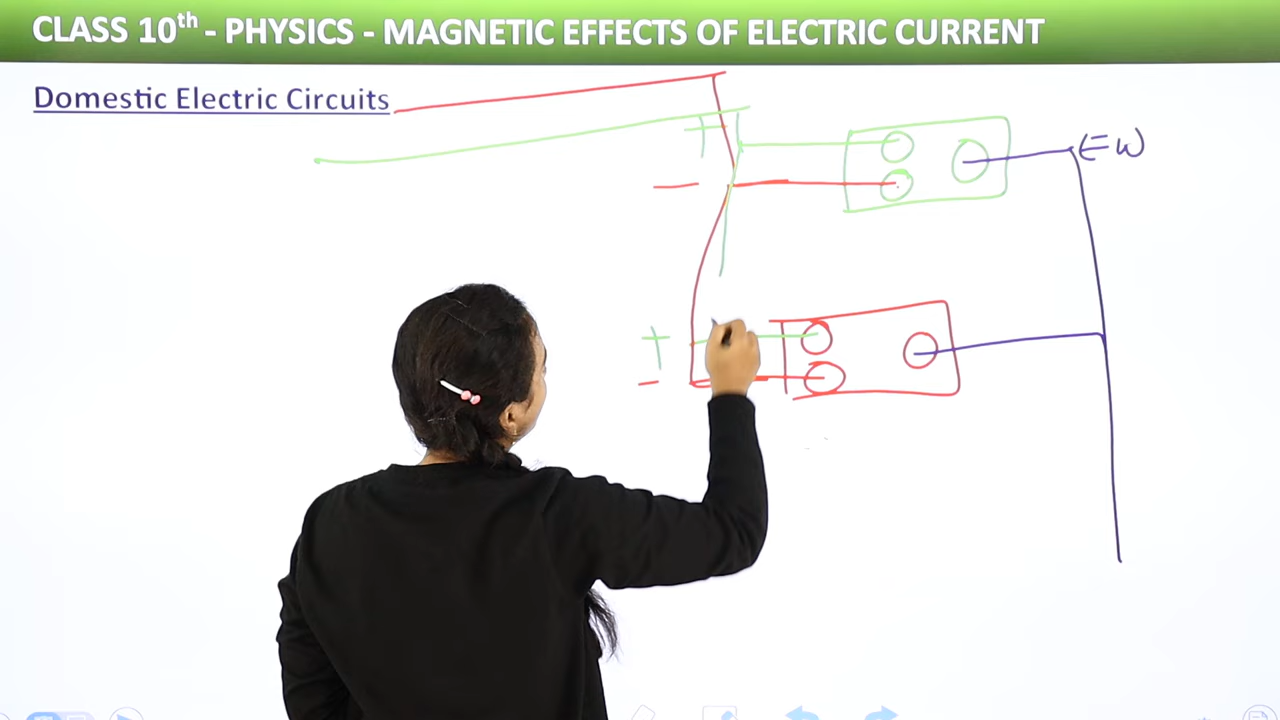 CLASS 10th - PHYSICS - MAGNETIC EFFECTS OF ELECTRIC CURRENT
Domestic Electric Circuits
+
−
EW
+
−